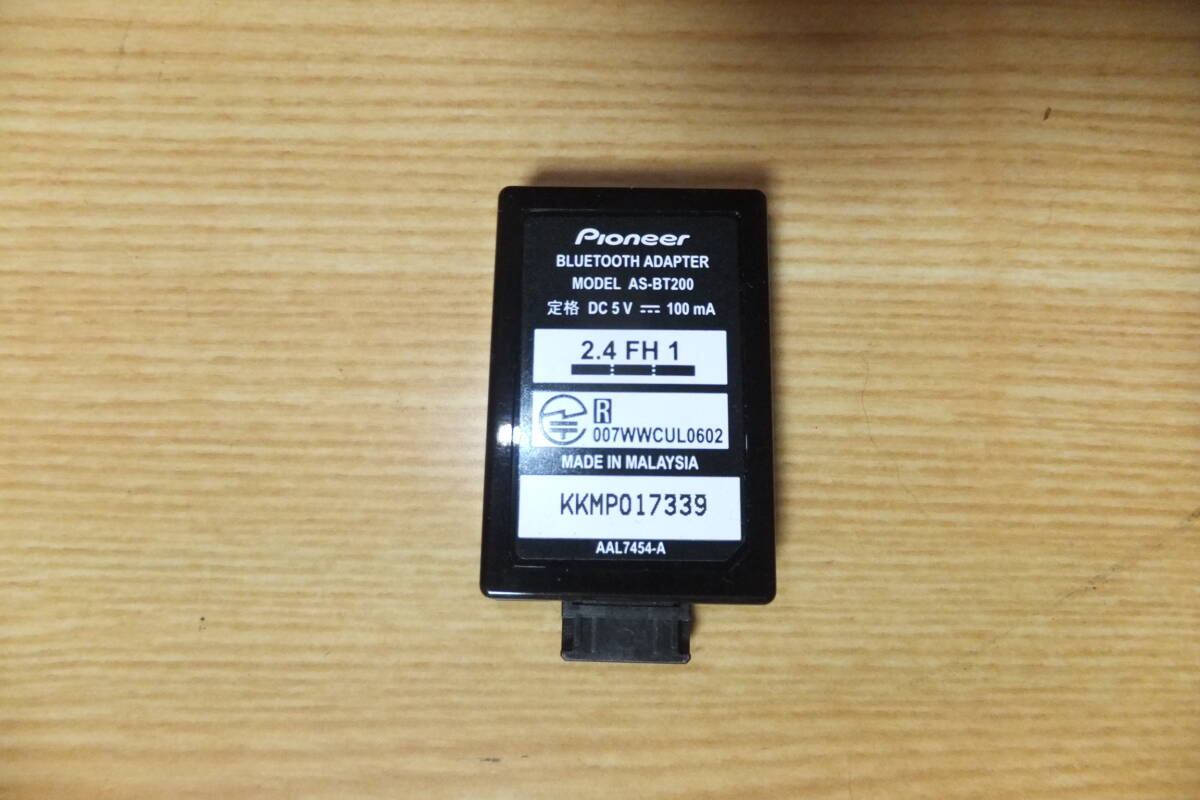 Pioneer
BLUETOOTH ADAPTER
MODEL AS-BT200
定格 DC 5 V ⎓ 100 mA
2.4 FH 1
R
007WWCUL0602
MADE IN MALAYSIA
KKMP017339
AAL7454-A